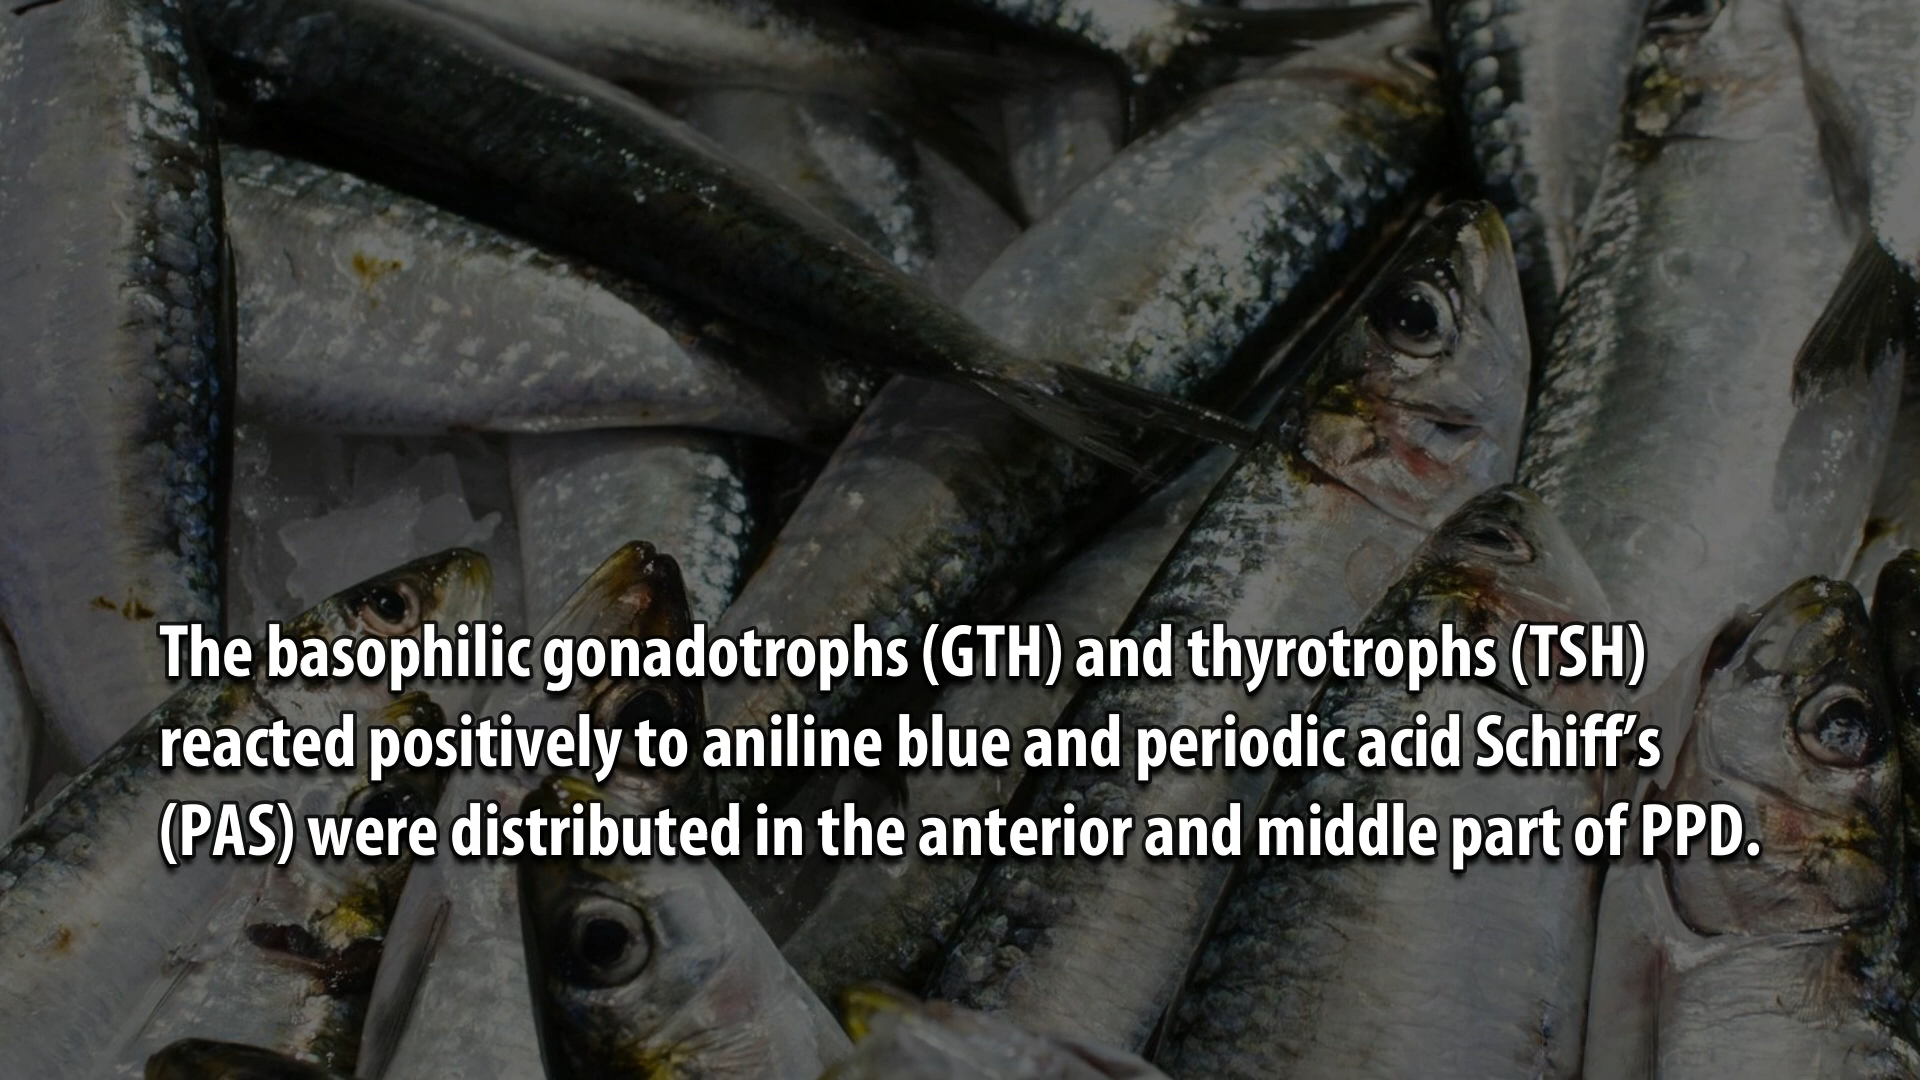 The basophilic gonadotrophs (GTH) and thyrotrophs (TSH)
reacted positively to aniline blue and periodic acid Schiff’s
(PAS) were distributed in the anterior and middle part of PPD.